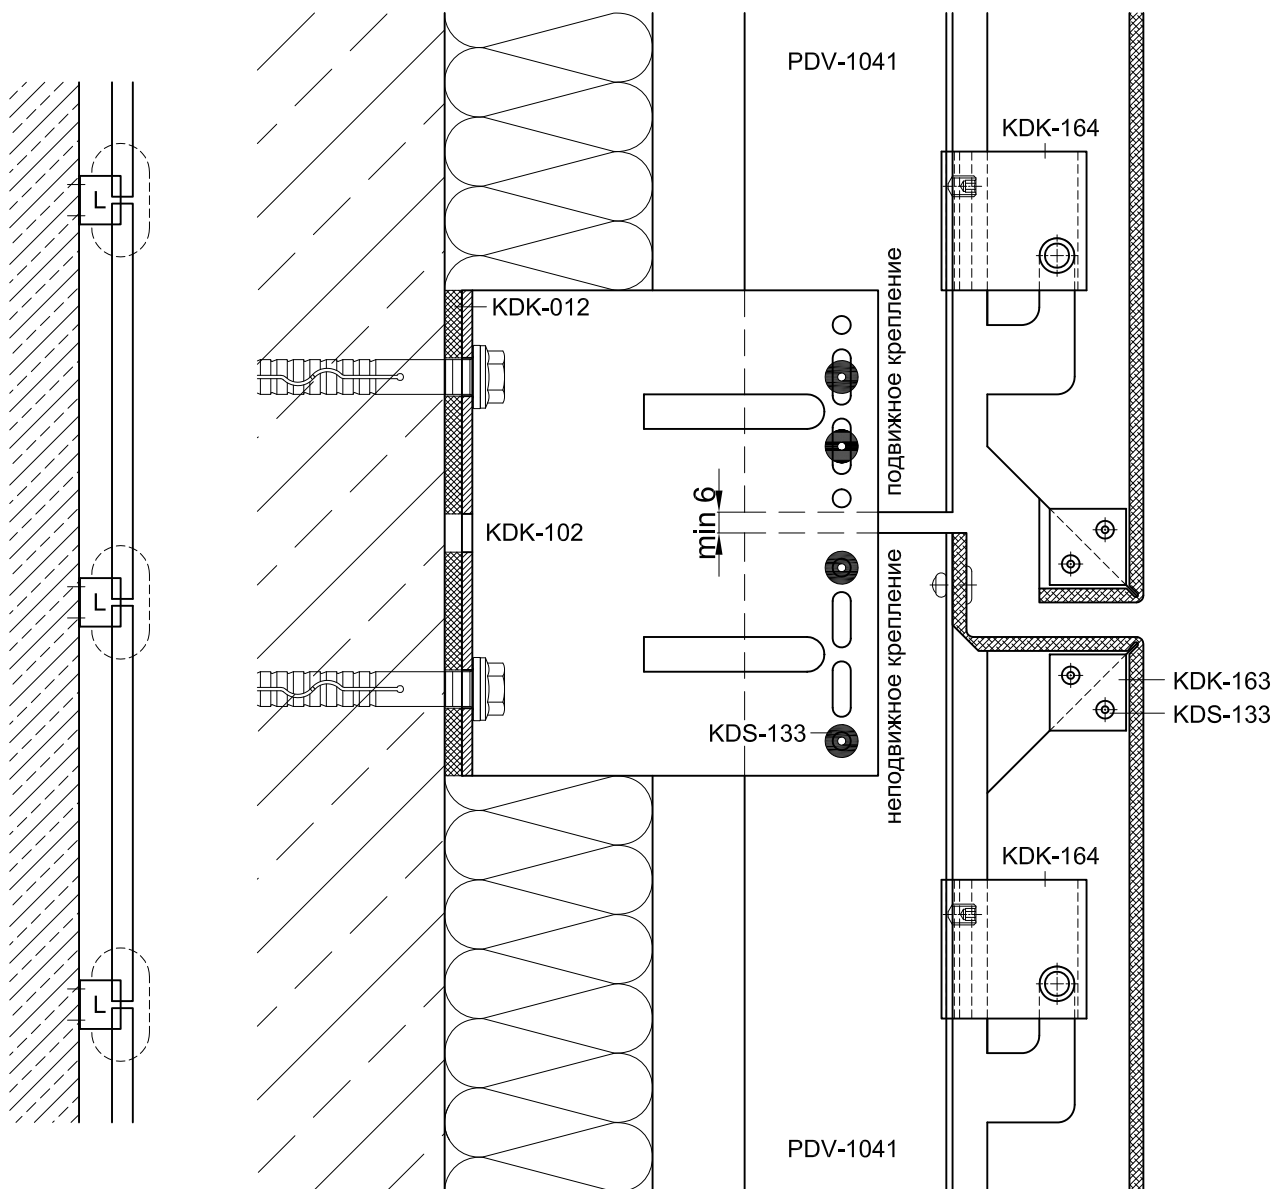 PDV-1041
KDK-164
L
KDK-012
подвижное крепление
min 6
KDK-102
L
неподвижное крепление
KDK-163
KDS-133
KDS-133
KDK-164
L
PDV-1041